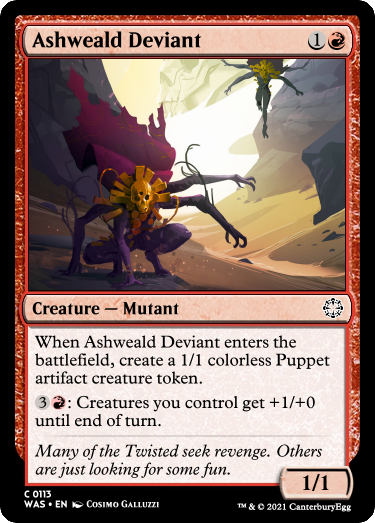 Ashweald Deviant 1
Creature — Mutant
When Ashweald Deviant enters the
battlefield, create a 1/1 colorless Puppet
artifact creature token.
3: Creatures you control get +1/+0
until end of turn.
Many of the Twisted seek revenge. Others
are just looking for some fun.
1/1
C 0113
WAS • EN Cosimo Galluzzi
™ & © 2021 CanterburyEgg